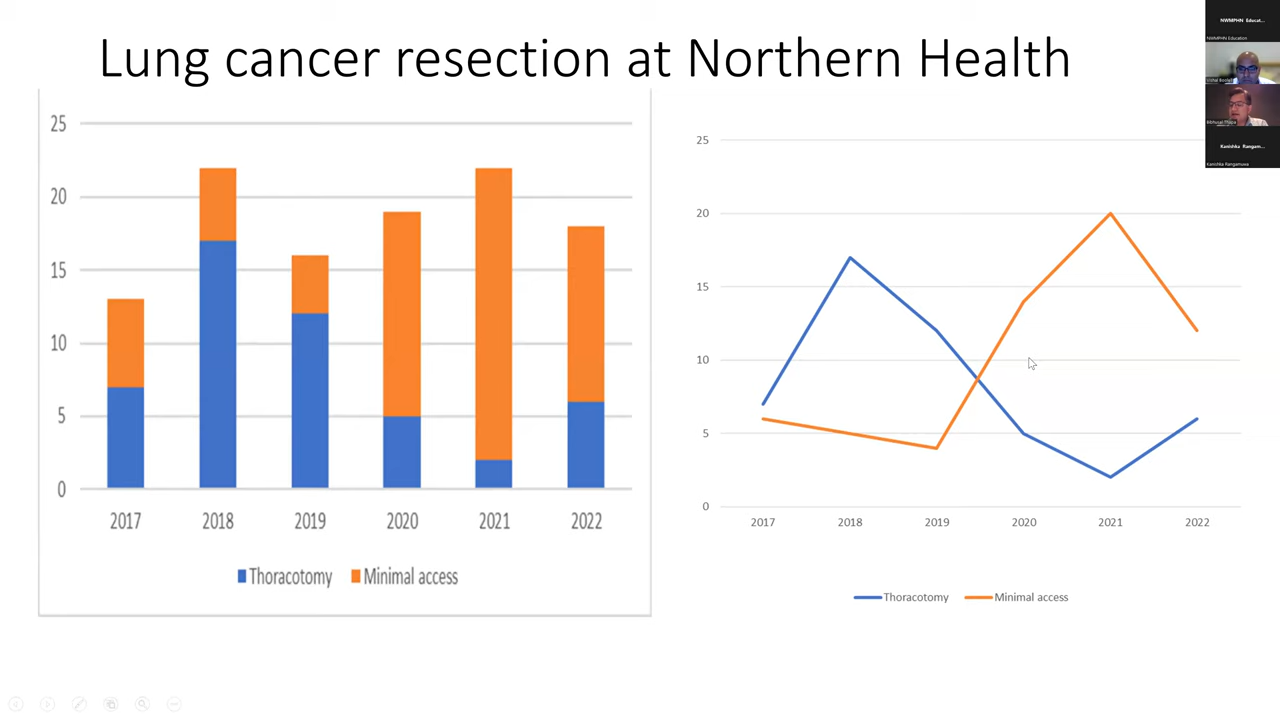 Lung cancer resection at Northern Health
25
20
15
10
5
0
2017 2018 2019 2020 2021 2022
Thoracotomy Minimal access
25
20
15
10
5
0
2017 2018 2019 2020 2021 2022
Thoracotomy Minimal access
NWMPHN Educat...
NWMPHN Education
Kanishka Rangam...
Kanishka Rangamuwa